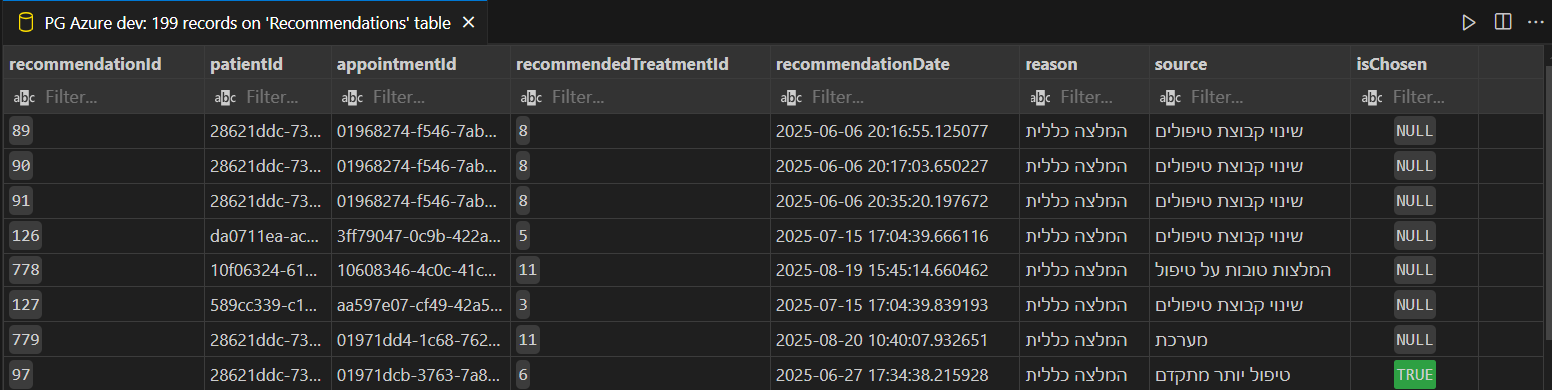 PG Azure dev: 199 records on 'Recommendations' table
recommendationId patientId appointmentId recommendedTreatmentId recommendationDate reason source isChosen
Filter... Filter... Filter... Filter... Filter... Filter... Filter... Filter...
89 28621ddc-73... 01968274-f546-7ab... 8 2025-06-06 20:16:55.125077 המלצה כללית שינוי קבוצת טיפולים NULL
90 28621ddc-73... 01968274-f546-7ab... 8 2025-06-06 20:17:03.650227 המלצה כללית שינוי קבוצת טיפולים NULL
91 28621ddc-73... 01968274-f546-7ab... 8 2025-06-06 20:35:20.197672 המלצה כללית שינוי קבוצת טיפולים NULL
126 da0711ea-ac... 3ff79047-0c9b-422a... 5 2025-07-15 17:04:39.666116 המלצה כללית שינוי קבוצת טיפולים NULL
778 10f06324-61... 10608346-4c0c-41c... 11 2025-08-19 15:45:14.660462 המלצה כללית המלצות טובות על טיפול NULL
127 589cc339-c1... aa597e07-cf49-42a5... 3 2025-07-15 17:04:39.839193 המלצה כללית שינוי קבוצת טיפולים NULL
779 28621ddc-73... 01971dd4-1c68-762... 11 2025-08-20 10:40:07.932651 המלצה כללית מערכת NULL
97 28621ddc-73... 01971dcb-3763-7a8... 6 2025-06-27 17:34:38.215928 המלצה כללית טיפול יותר מתקדם TRUE